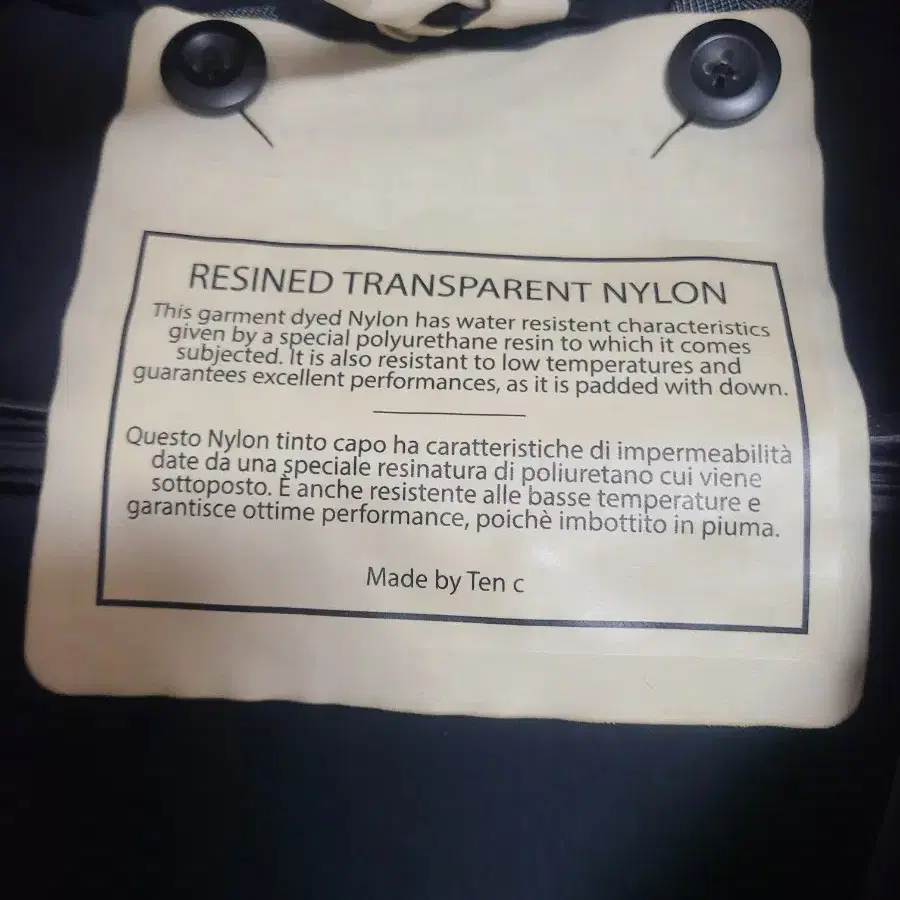 RESINED TRANSPARENT NYLON
This garment dyed Nylon has water resistent characteristics
given by a special polyurethane resin to which it comes
subjected. It is also resistant to low temperatures and
guarantees excellent performances, as it is padded with down.
Questo Nylon tinto capo ha caratteristiche di impermeabilità
date da una speciale resinatura di poliuretano cui viene
sottoposto. È anche resistente alle basse temperature e
garantisce ottime performance, poichè imbottito in piuma.
Made by Ten c